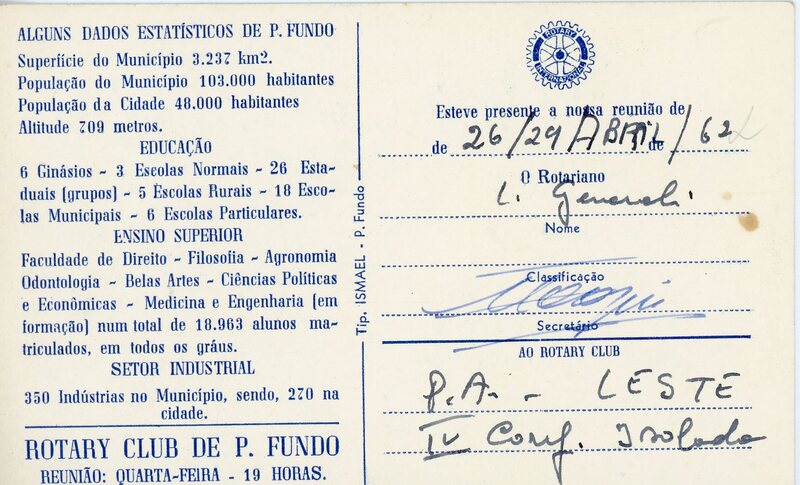 ALGUNS DADOS ESTATÍSTICOS DE P. FUNDO
Superfície do Município 3.237 km2.
População do Município 103.000 habitantes
População da Cidade 48.000 habitantes
Altitude 709 metros.
EDUCAÇÃO
6 Ginásios - 3 Escolas Normais - 26 Esta-
duais (grupos) - 5 Escolas Rurais - 18 Esco-
las Municipais - 6 Escolas Particulares.
ENSINO SUPERIOR
Faculdade de Direito - Filosofia - Agronomia
Odontologia - Belas Artes - Ciências Políticas
e Econômicas - Medicina e Engenharia (em
formação) num total de 18.963 alunos ma-
triculados, em todos os gráus.
SETOR INDUSTRIAL
350 Indústrias no Município, sendo, 270 na
cidade.
ROTARY CLUB DE P. FUNDO
REUNIÃO: QUARTA-FEIRA - 19 HORAS.
Tip. ISMAEL - P. Fundo
ROTARY
INTERNATIONAL
Esteve presente a nossa reunião de
de 26/29 ABRIL de /62
O Rotariano
L.
Nome
Classificação
Secretário
AO ROTARY CLUB
P.A. - LESTE
IV Conf. Isolada